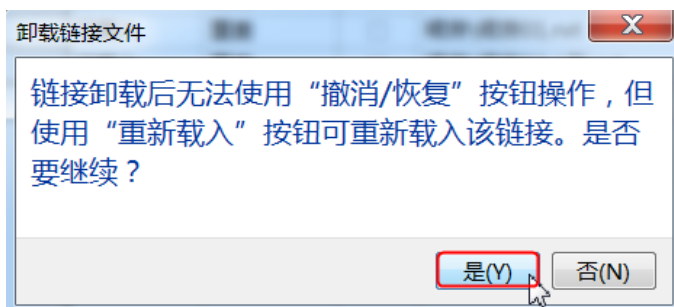 卸载链接文件
链接卸载后无法使用“撤消/恢复”按钮操作，但
使用“重新载入”按钮可重新载入该链接。是否
要继续？
是(Y)
否(N)